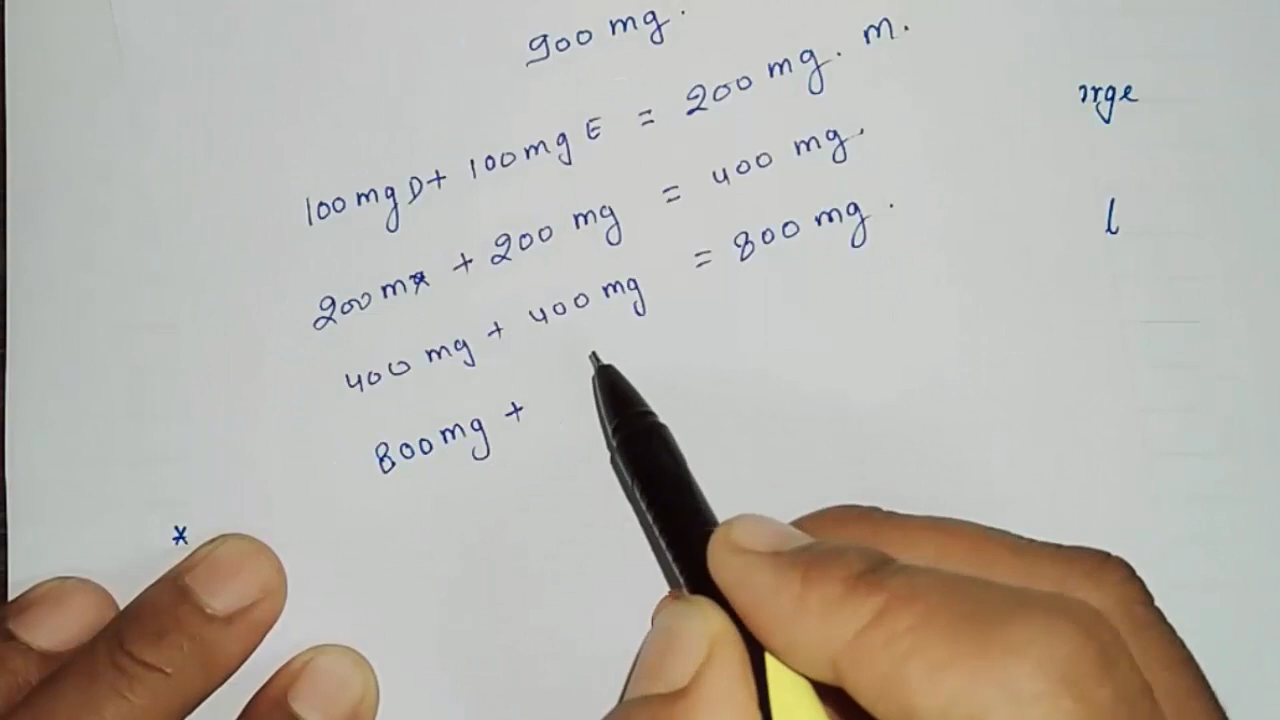 900 mg.
100 mg D + 100 mg E = 200 mg. m.
200 m* + 200 mg = 400 mg.
400 mg + 400 mg = 800 mg.
800 mg +
*
rge
l